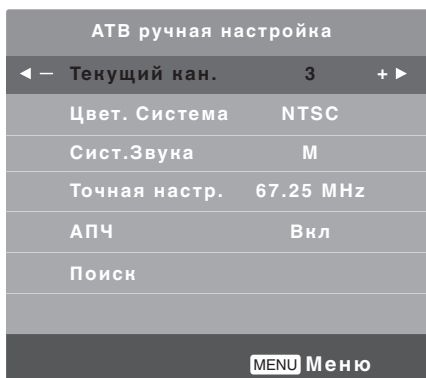 АТВ ручная настройка
Текущий кан. 3 +
Цвет. Система NTSC
Сист.Звука М
Точная настр. 67.25 MHz
АПЧ Вкл
Поиск
MENU Меню